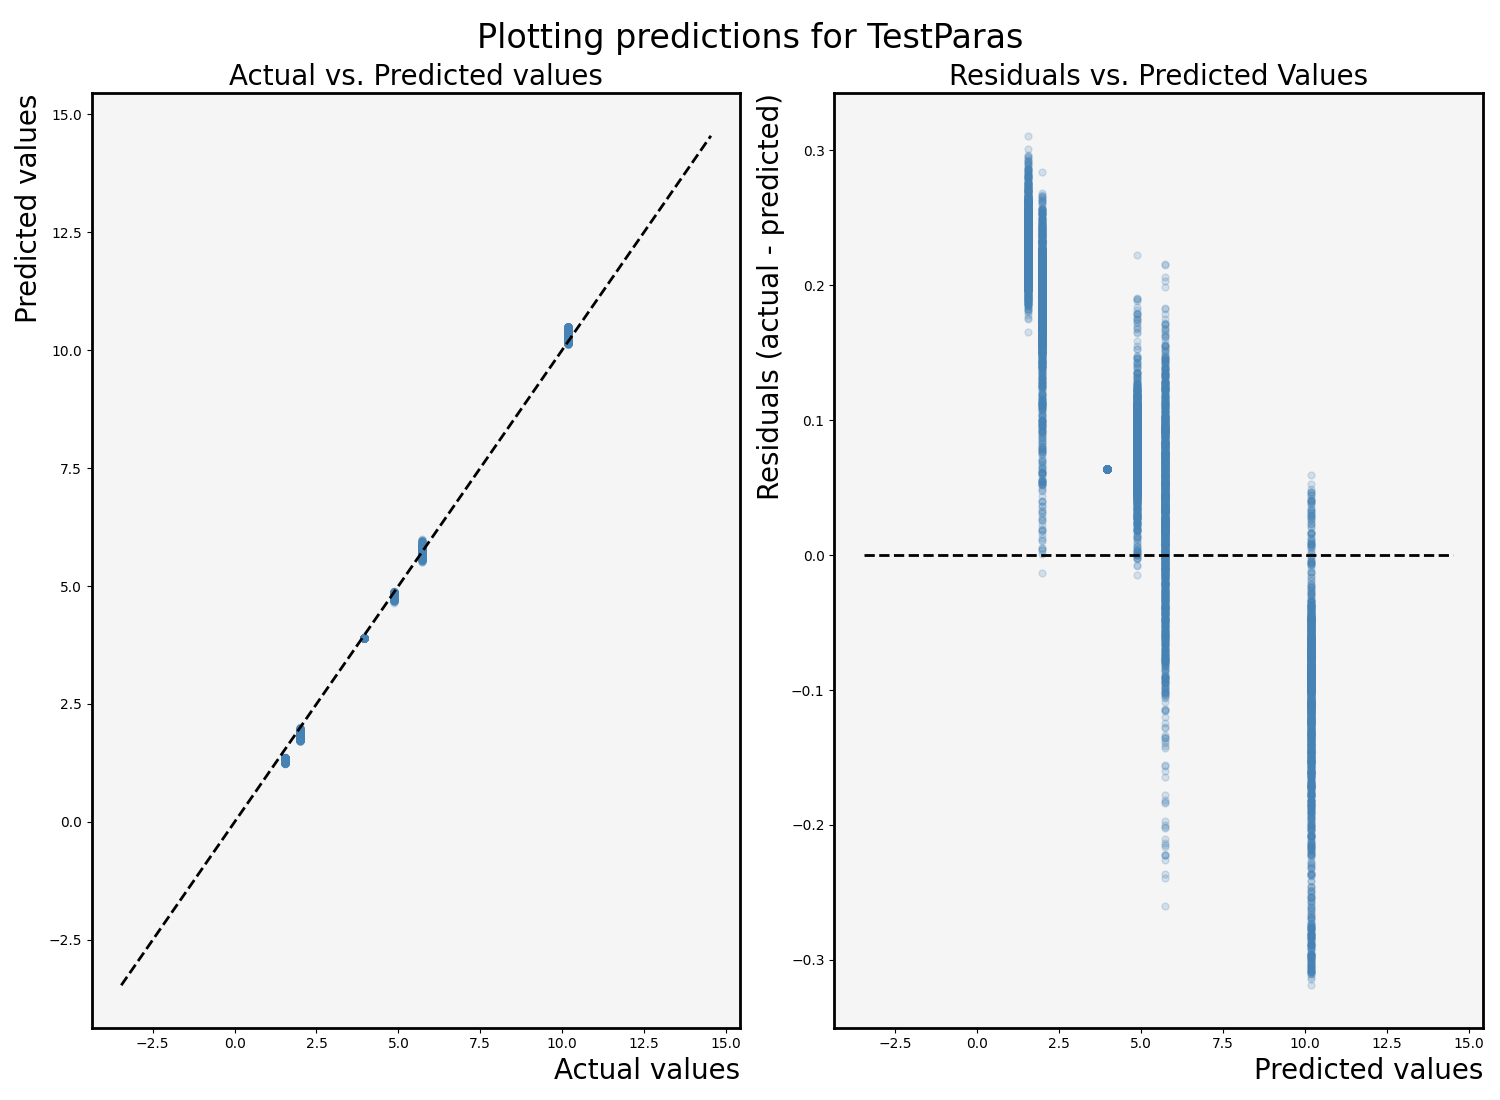 Plotting predictions for TestParas
Actual vs. Predicted values
Predicted values
15.0
12.5
10.0
7.5
5.0
2.5
0.0
−2.5
−2.5 0.0 2.5 5.0 7.5 10.0 12.5 15.0
Actual values
Residuals vs. Predicted Values
Residuals (actual - predicted)
0.3
0.2
0.1
0.0
−0.1
−0.2
−0.3
−2.5 0.0 2.5 5.0 7.5 10.0 12.5 15.0
Predicted values